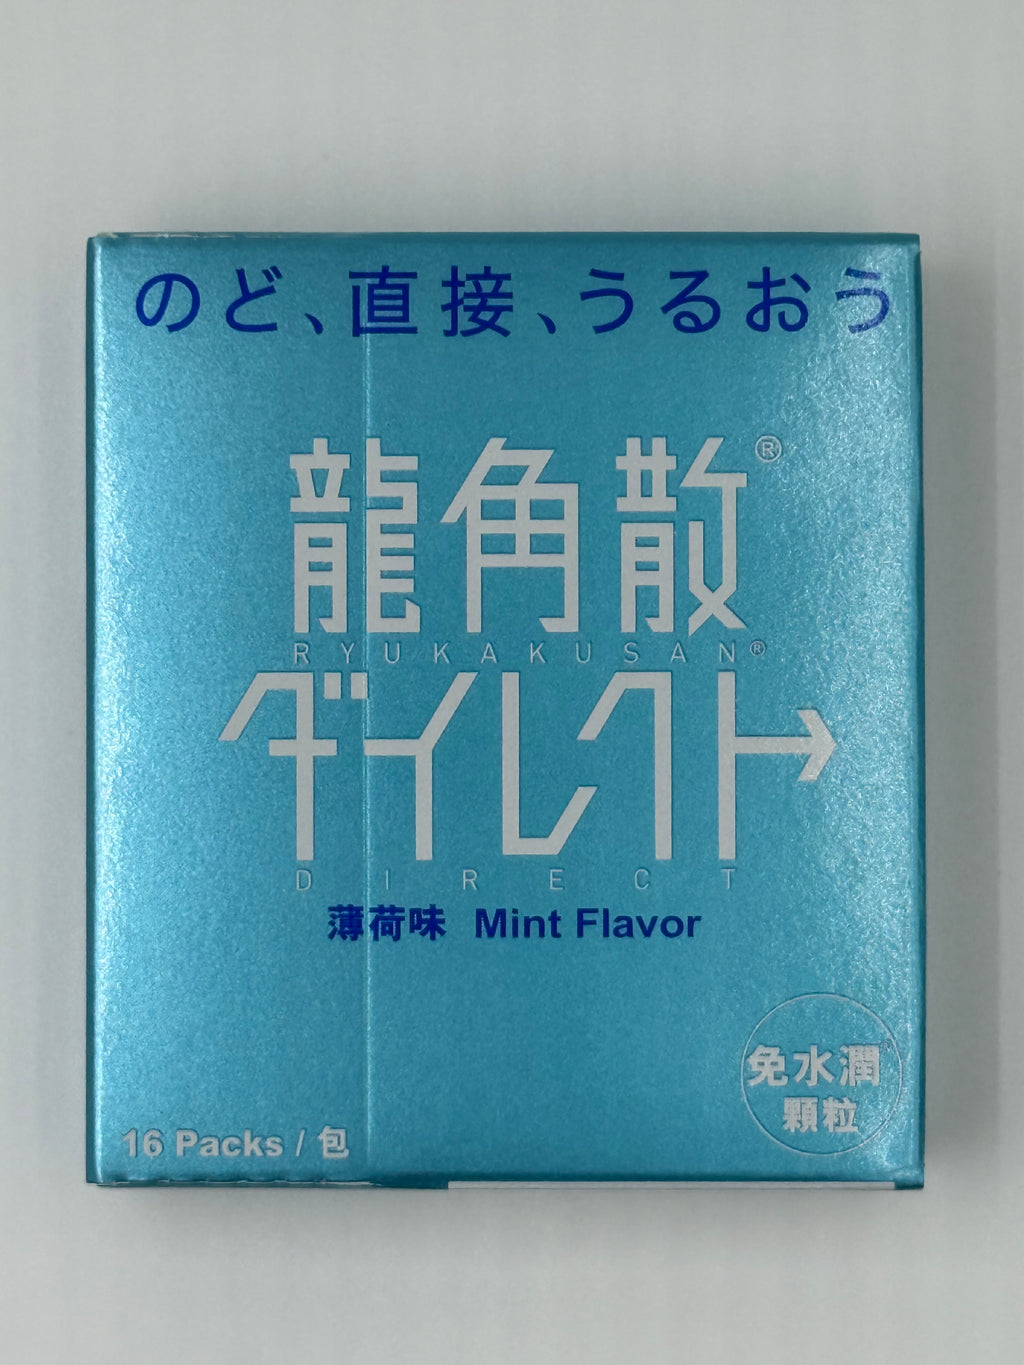 のど、直接、うるおう
龍角散®
RYUKAKUSAN®
ダイレクト
DIRECT
薄荷味 Mint Flavor
免水潤®
顆粒
16 Packs / 包